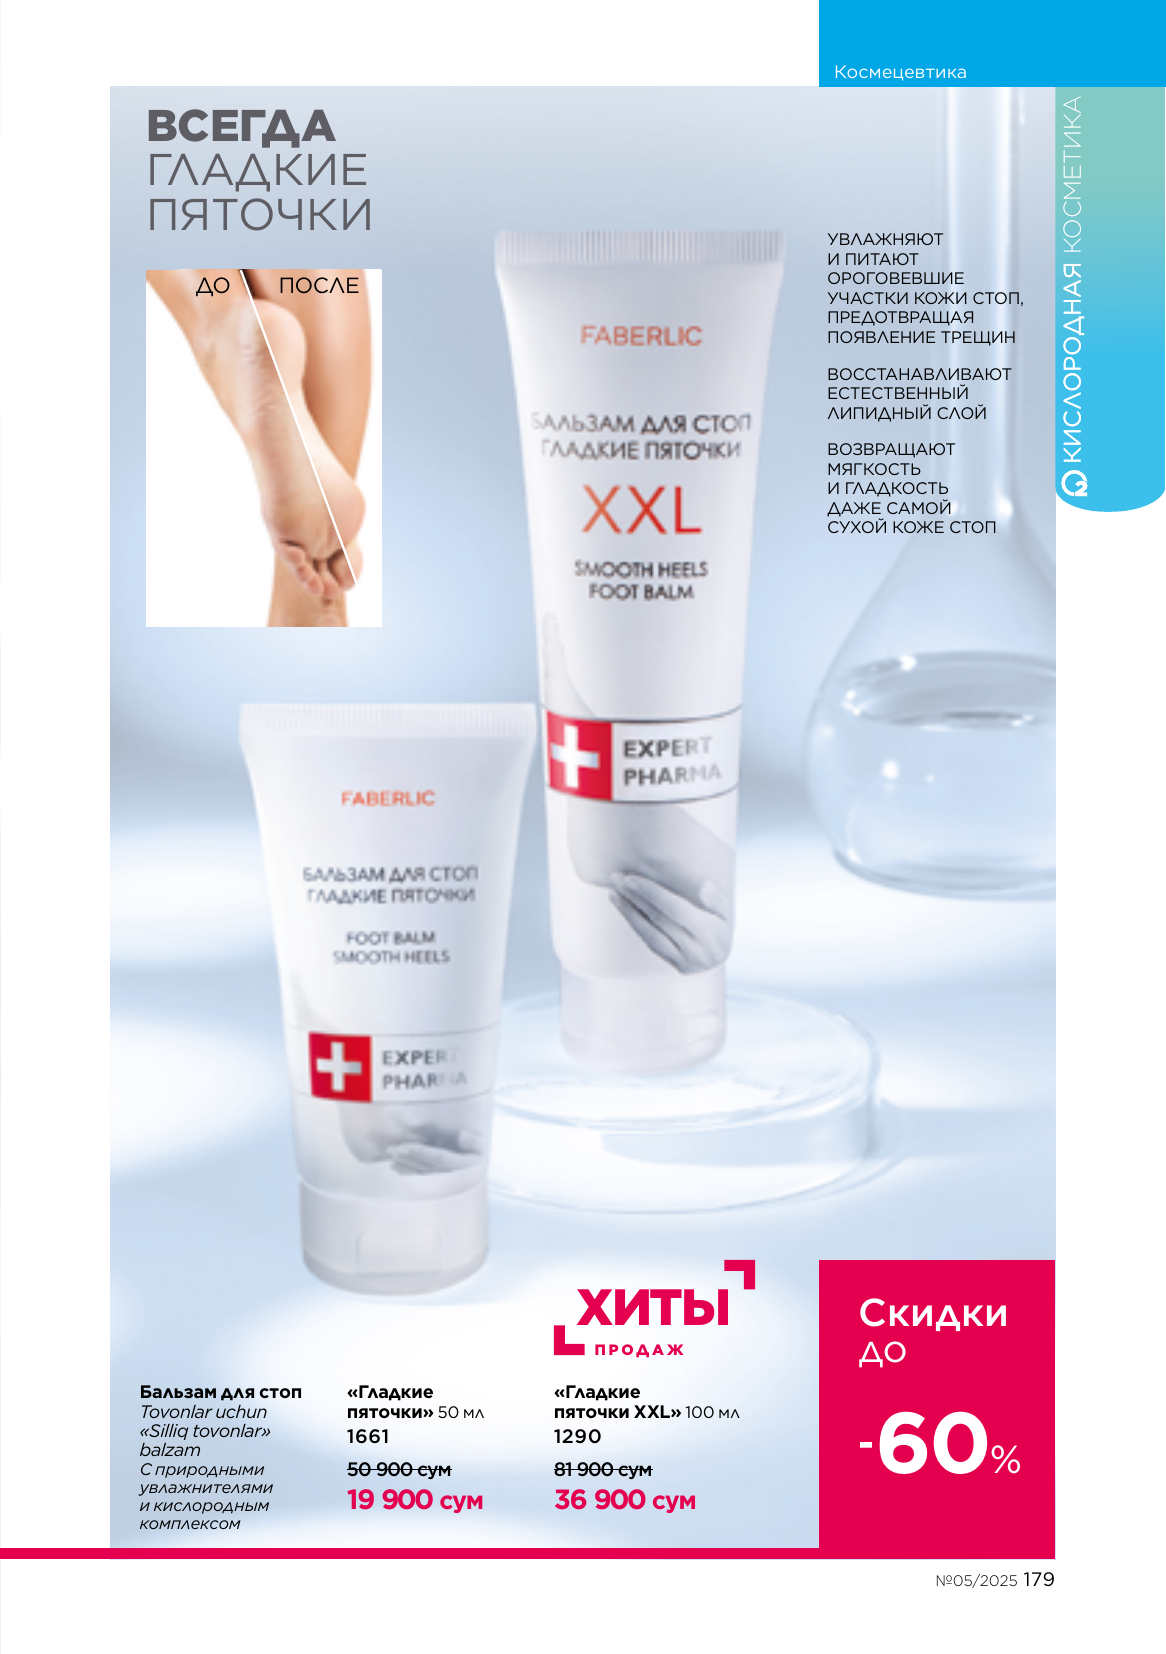 Космецевтика
КИСЛОРОДНАЯ КОСМЕТИКА
ВСЕГДА
ГЛАДКИЕ
ПЯТОЧКИ
ДО ПОСЛЕ
УВЛАЖНЯЮТ
И ПИТАЮТ
ОРОГОВЕВШИЕ
УЧАСТКИ КОЖИ СТОП,
ПРЕДОТВРАЩАЯ
ПОЯВЛЕНИЕ ТРЕЩИН
ВОССТАНАВЛИВАЮТ
ЕСТЕСТВЕННЫЙ
ЛИПИДНЫЙ СЛОЙ
ВОЗВРАЩАЮТ
МЯГКОСТЬ
И ГЛАДКОСТЬ
ДАЖЕ САМОЙ
СУХОЙ КОЖЕ СТОП
FABERLIC
БАЛЬЗАМ ДЛЯ СТОП
ГЛАДКИЕ ПЯТОЧКИ
XXL
SMOOTH HEELS
FOOT BALM
EXPERT
PHARMA
FABERLIC
БАЛЬЗАМ ДЛЯ СТОП
ГЛАДКИЕ ПЯТОЧКИ
FOOT BALM
SMOOTH HEELS
EXPERT
PHARMA
ХИТЫ
ПРОДАЖ
Бальзам для стоп
Tovonlar uchun
«Silliq tovonlar»
balzam
С природными
увлажнителями
и кислородным
комплексом
«Гладкие
пяточки» 50 мл
1661
50 900 сум
19 900 сум
«Гладкие
пяточки XXL» 100 мл
1290
81 900 сум
36 900 сум
Скидки
ДО
-60%
№05/2025 179